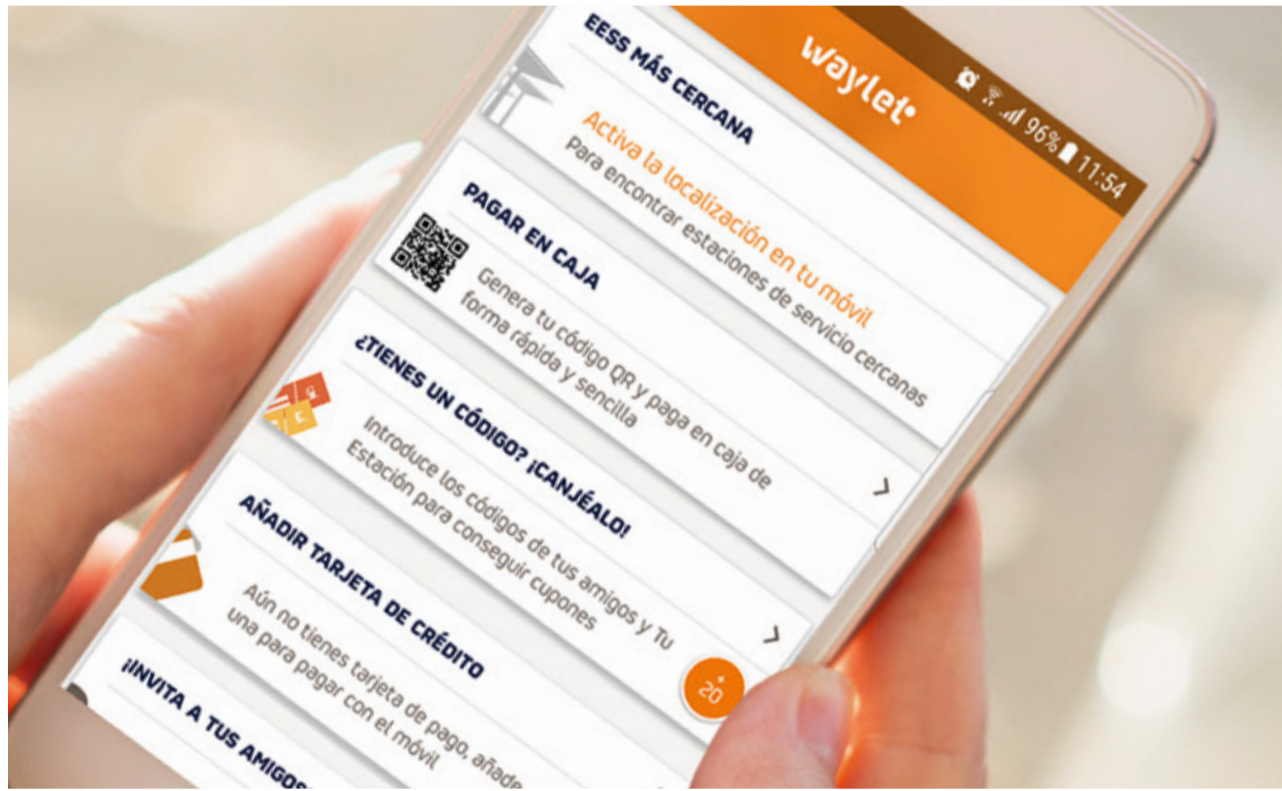 96% 11:54
waylet
EESS MÁS CERCANA
Activa la localización en tu móvil
Para encontrar estaciones de servicio cercanas
PAGAR EN CAJA
Genera tu código QR y paga en caja de
forma rápida y sencilla
¿TIENES UN CÓDIGO? ¡CANJÉALO!
Introduce los códigos de tus amigos y Tu
Estación para conseguir cupones
AÑADIR TARJETA DE CRÉDITO
Aún no tienes tarjeta de pago, añade
una para pagar con el móvil
+
20
¡INVITA A TUS AMIGOS